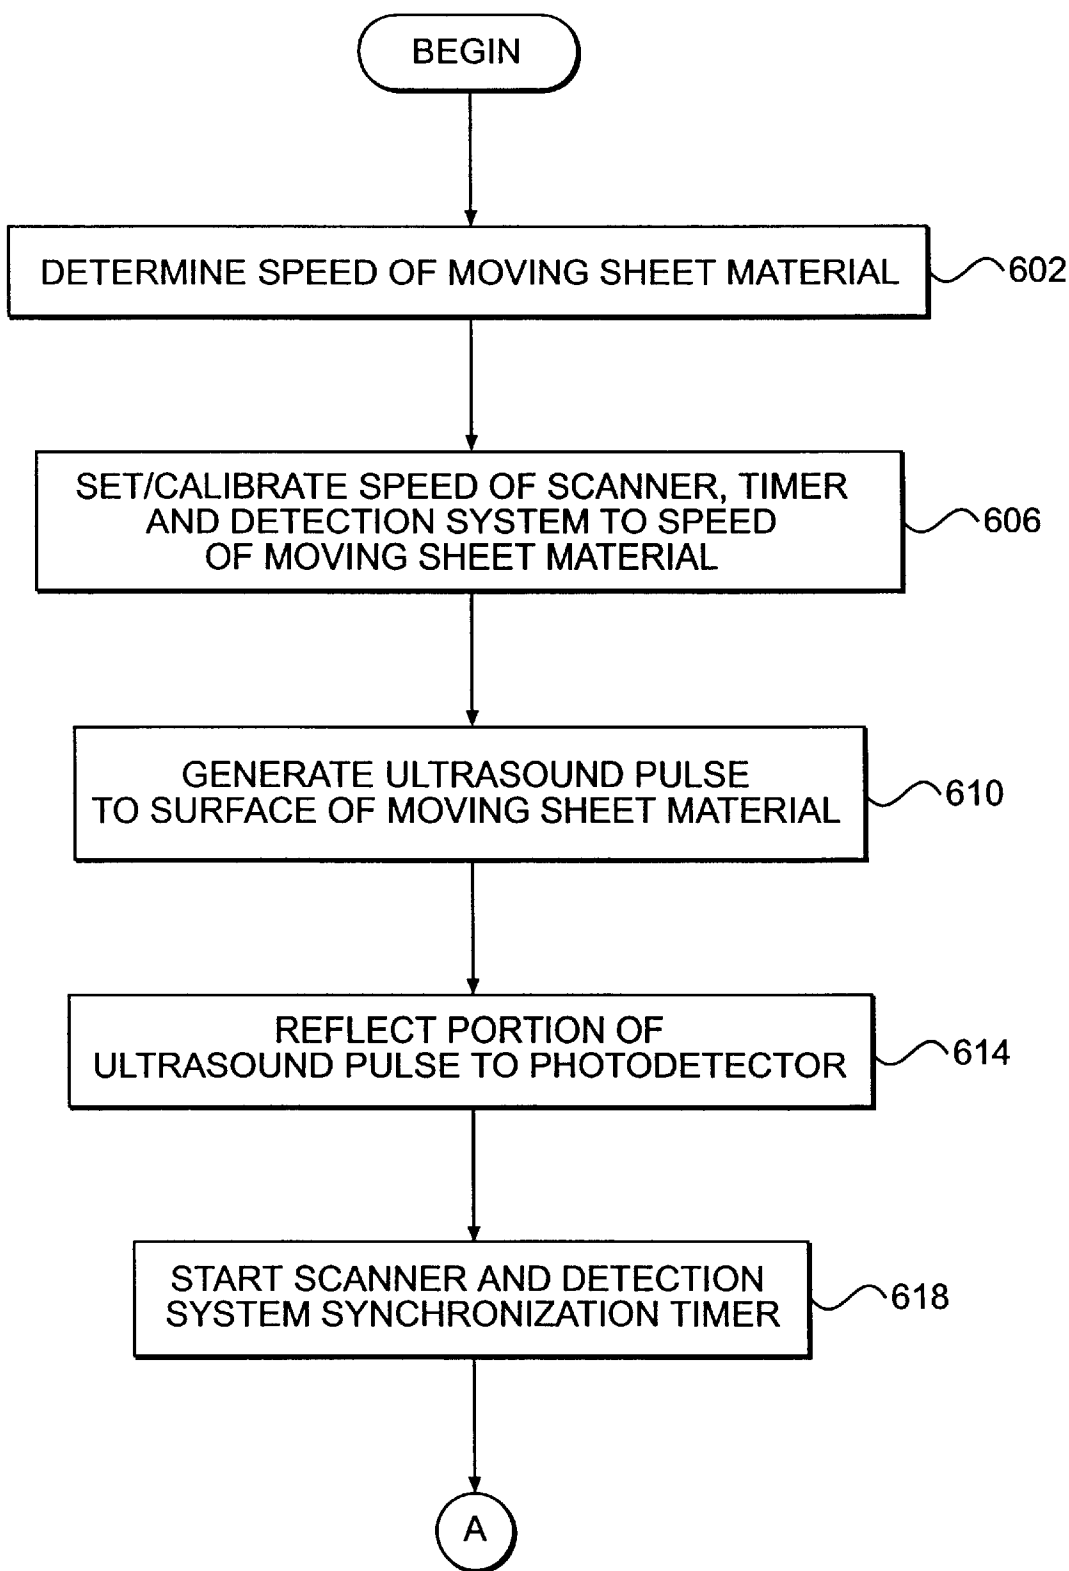 BEGIN
DETERMINE SPEED OF MOVING SHEET MATERIAL
602
SET/CALIBRATE SPEED OF SCANNER, TIMER
AND DETECTION SYSTEM TO SPEED
OF MOVING SHEET MATERIAL
606
GENERATE ULTRASOUND PULSE
TO SURFACE OF MOVING SHEET MATERIAL
610
REFLECT PORTION OF
ULTRASOUND PULSE TO PHOTODETECTOR
614
START SCANNER AND DETECTION
SYSTEM SYNCHRONIZATION TIMER
618
A